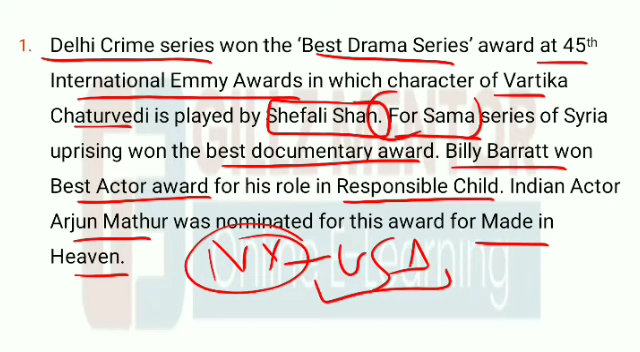 1. Delhi Crime series won the ‘Best Drama Series’ award at 45th
International Emmy Awards in which character of Vartika
Chaturvedi is played by Shefali Shah. For Sama series of Syria
uprising won the best documentary award. Billy Barratt won
Best Actor award for his role in Responsible Child. Indian Actor
Arjun Mathur was nominated for this award for Made in
Heaven.
NY - USA
Online E-Learning